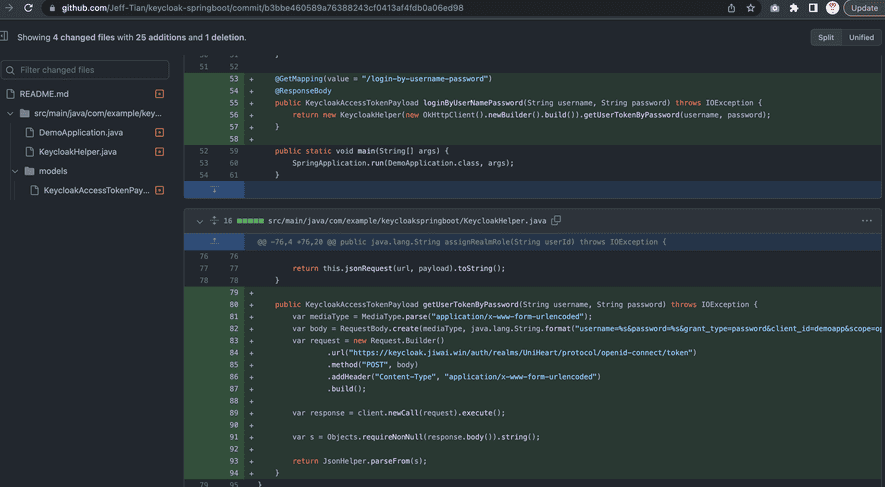 github.com/Jeff-Tian/keycloak-springboot/commit/b3bbe460589a76388243cf0413af4fdb0a06ed98
Update
Showing 4 changed files with 25 additions and 1 deletion.
Split Unified
Filter changed files
README.md
src/main/java/com/example/key...
DemoApplication.java
KeycloakHelper.java
models
KeycloakAccessTokenPay...
51 52
53 + @GetMapping(value = "/login-by-username-password")
54 + @ResponseBody
55 + public KeycloakAccessTokenPayload loginByUserNamePassword(String username, String password) throws IOException {
56 + return new KeycloakHelper(new OkHttpClient().newBuilder().build()).getUserTokenByPassword(username, password);
57 + }
58 +
52 59 public static void main(String[] args) {
53 60 SpringApplication.run(DemoApplication.class, args);
54 61 }
16 src/main/java/com/example/keycloakspringboot/KeycloakHelper.java
@@ -76,4 +76,20 @@ public java.lang.String assignRealmRole(String userId) throws IOException {
76 76
77 77 return this.jsonRequest(url, payload).toString();
78 78 }
79 +
80 + public KeycloakAccessTokenPayload getUserTokenByPassword(String username, String password) throws IOException {
81 + var mediaType = MediaType.parse("application/x-www-form-urlencoded");
82 + var body = RequestBody.create(mediaType, java.lang.String.format("username=%s&password=%s&grant_type=password&client_id=demoapp&scope=op
83 + var request = new Request.Builder()
84 + .url("https://keycloak.jiwai.win/auth/realms/UniHeart/protocol/openid-connect/token")
85 + .method("POST", body)
86 + .addHeader("Content-Type", "application/x-www-form-urlencoded")
87 + .build();
88 +
89 + var response = client.newCall(request).execute();
90 +
91 + var s = Objects.requireNonNull(response.body()).string();
92 +
93 + return JsonHelper.parseFrom(s);
94 + }
79 95 }